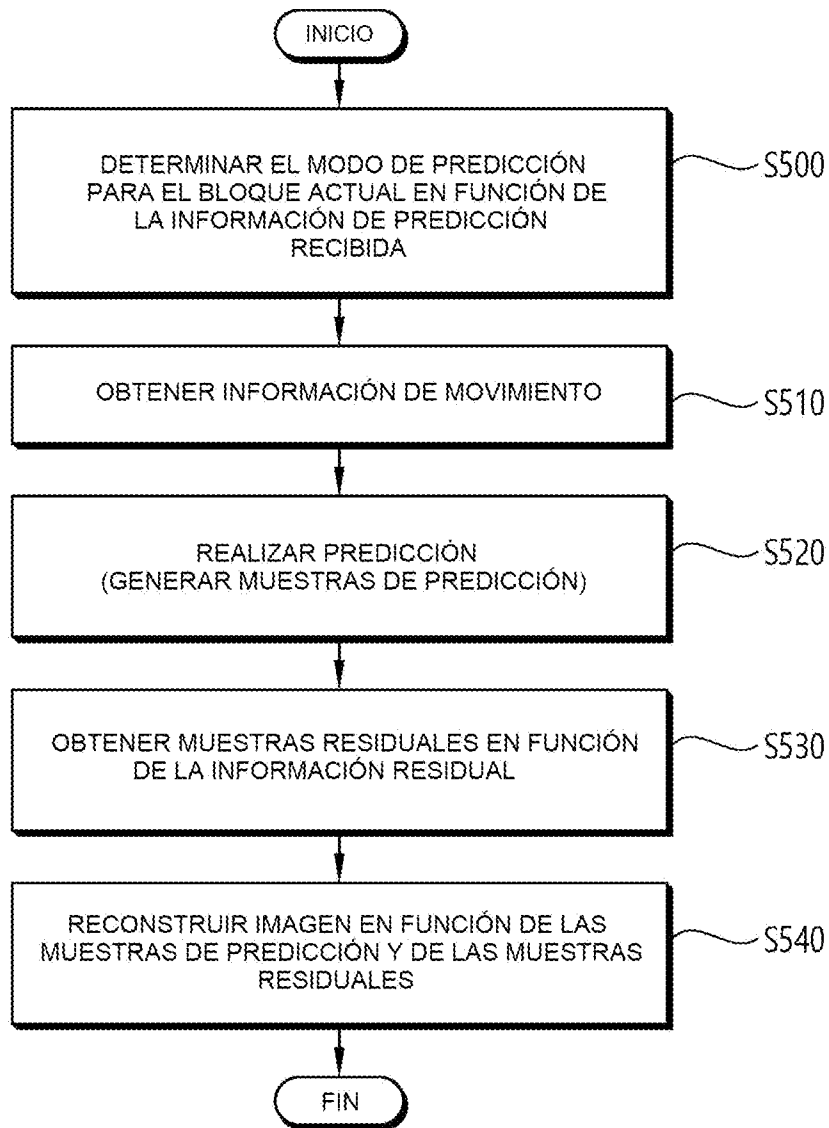 INICIO
DETERMINAR EL MODO DE PREDICCIÓN
PARA EL BLOQUE ACTUAL EN FUNCIÓN DE
LA INFORMACIÓN DE PREDICCIÓN
RECIBIDA
S500
OBTENER INFORMACIÓN DE MOVIMIENTO
S510
REALIZAR PREDICCIÓN
(GENERAR MUESTRAS DE PREDICCIÓN)
S520
OBTENER MUESTRAS RESIDUALES EN FUNCIÓN
DE LA INFORMACIÓN RESIDUAL
S530
RECONSTRUIR IMAGEN EN FUNCIÓN DE LAS
MUESTRAS DE PREDICCIÓN Y DE LAS MUESTRAS
RESIDUALES
S540
FIN